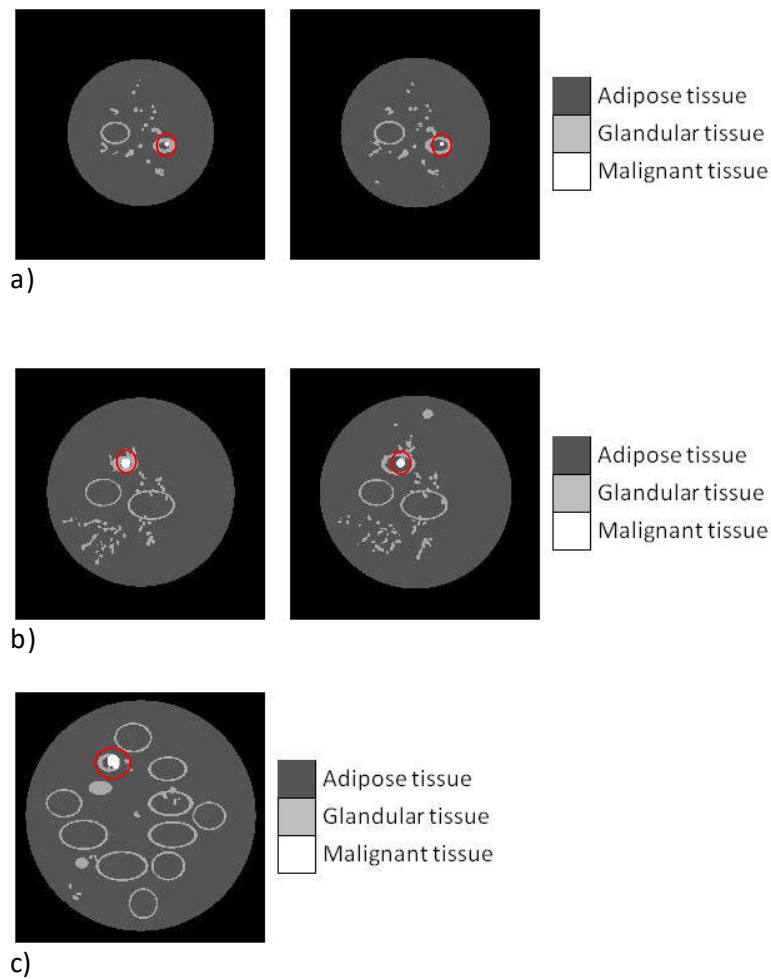 Adipose tissue
Glandular tissue
Malignant tissue
a)
Adipose tissue
Glandular tissue
Malignant tissue
b)
Adipose tissue
Glandular tissue
Malignant tissue
c)